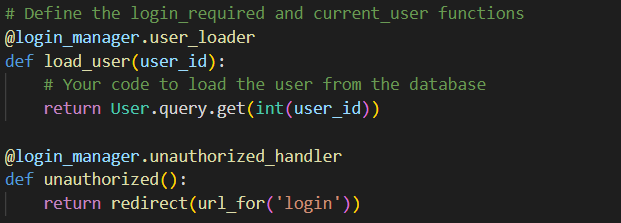 # Define the login_required and current_user functions
@login_manager.user_loader
def load_user(user_id):
    # Your code to load the user from the database
    return User.query.get(int(user_id))

@login_manager.unauthorized_handler
def unauthorized():
    return redirect(url_for('login'))